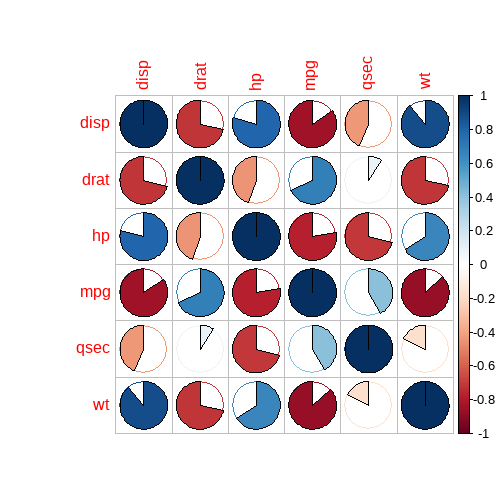 disp drat hp mpg qsec wt
disp
drat
hp
mpg
qsec
wt
1
0.8
0.6
0.4
0.2
0
-0.2
-0.4
-0.6
-0.8
-1